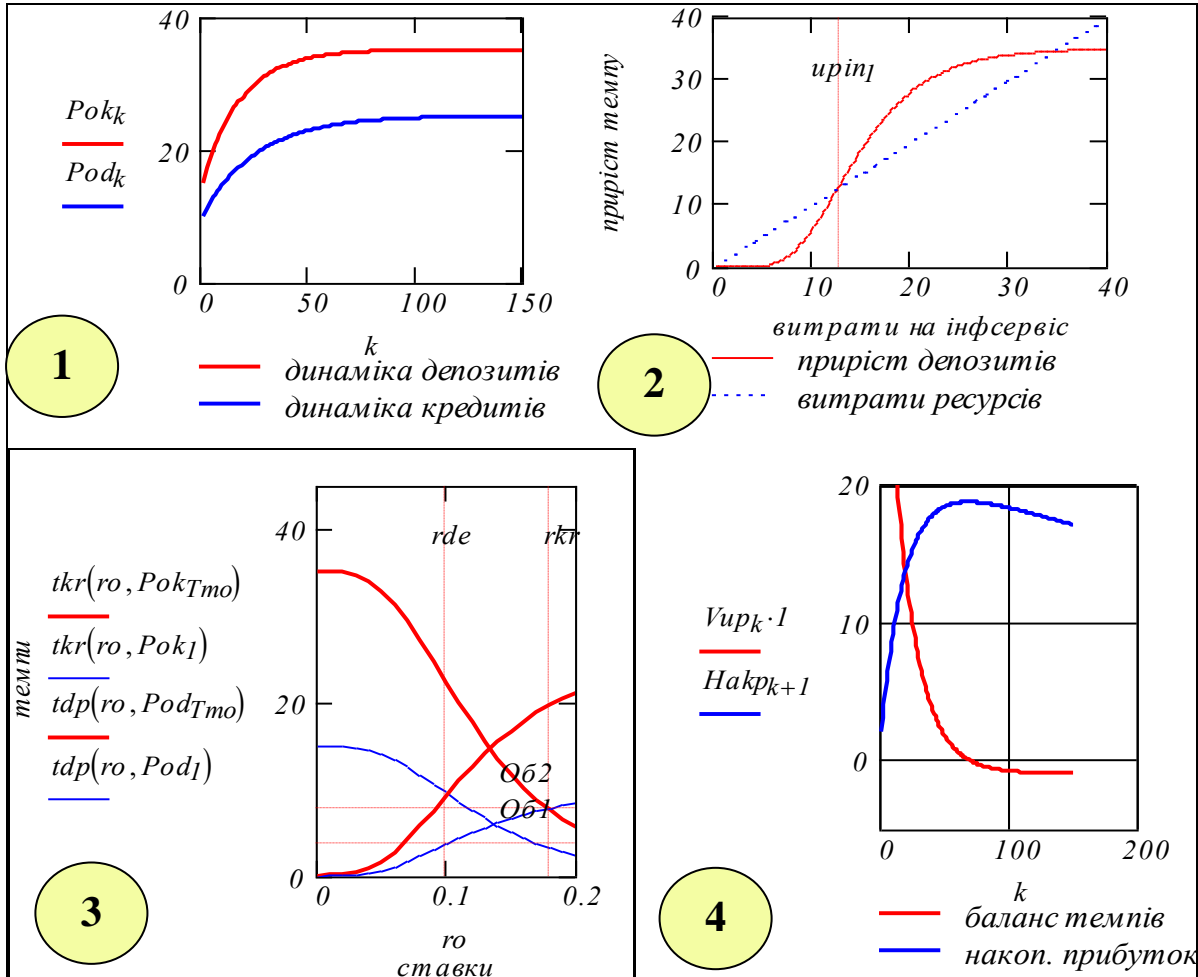 40
20
0
0
50
100
150
Pok_k
Pod_k
k
динаміка депозитів
динаміка кредитів
1
40
30
20
10
0
0
10
20
30
40
upin_1
приріст темпу
витрати на інфсервіс
приріст депозитів
витрати ресурсів
2
40
20
0
0
0.1
0.2
rde
rkr
Об2
Об1
темпи
tkr(ro, Pok_Tmo)
tkr(ro, Pok_1)
tdp(ro, Pod_Tmo)
tdp(ro, Pod_1)
ro
ставки
3
20
10
0
0
100
200
Vup_k·1
Hakp_k+1
k
баланс темпів
накоп. прибуток
4